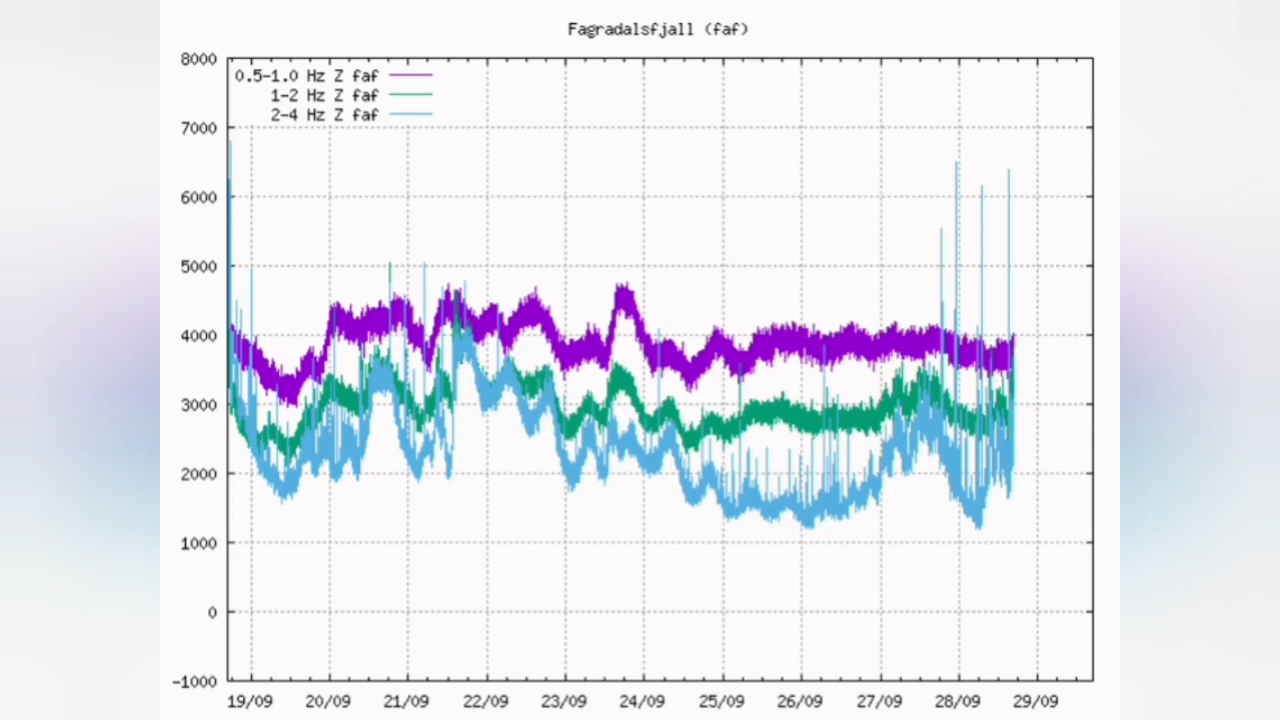 Fagradalsfjall (faf)
8000
0.5-1.0 Hz Z faf
1-2 Hz Z faf
2-4 Hz Z faf
7000
6000
5000
4000
3000
2000
1000
0
-1000
19/09 20/09 21/09 22/09 23/09 24/09 25/09 26/09 27/09 28/09 29/09